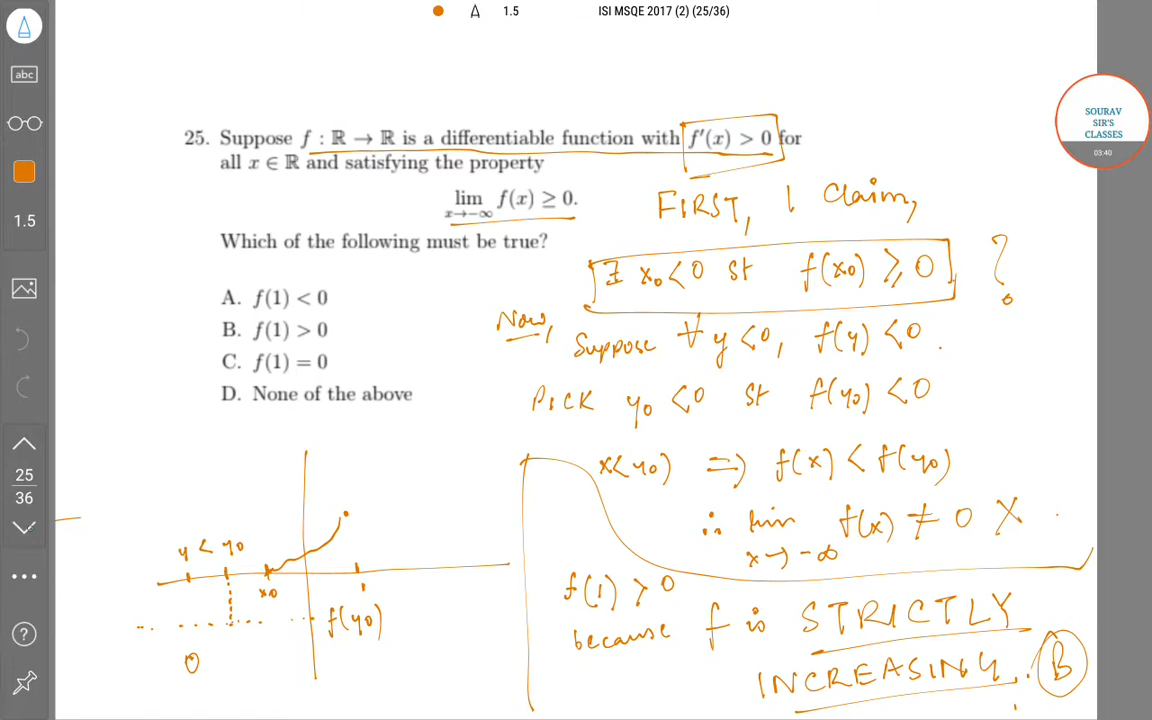 1.5
ISI MSQE 2017 (2) (25/36)
abc
1.5
25
36
SOURAV
SIR'S
CLASSES
03:40
25. Suppose f : ℝ → ℝ is a differentiable function with f′(x) > 0 for
all x ∈ ℝ and satisfying the property
lim f(x) ≥ 0.
x→−∞
Which of the following must be true?
A. f(1) < 0
B. f(1) > 0
C. f(1) = 0
D. None of the above
FIRST, I claim,
∃ x₀ < 0 st f(x₀) ≥ 0 ?
Now, Suppose ∀ y < 0, f(y) < 0.
PICK y₀ < 0 st f(y₀) < 0
x < y₀) ⇒ f(x) < f(y₀)
∴ lim f(x) ≠ 0 X
x → -∞
f(1) > 0
because f is STRICTLY
INCREASING. B
y < y₀
x₀
1
f(y₀)